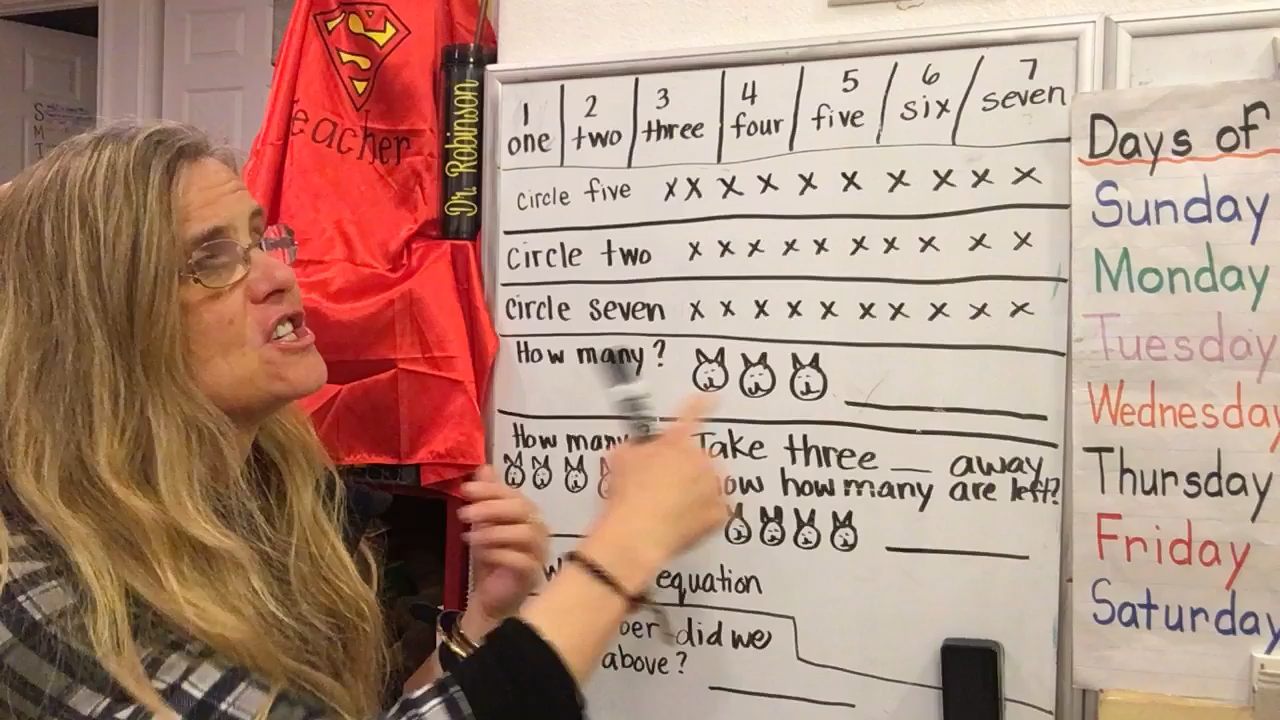 S
M
T
Teacher
Dr. Robinson
1 2 3 4 5 6 7
one two three four five six seven
circle five x x x x x x x x x x
circle two x x x x x x x x x x
circle seven x x x x x x x x x x
How many?
How many Take three __ away
how many are left?
equation
did we
above?
Days of
Sunday
Monday
Tuesday
Wednesday
Thursday
Friday
Saturday